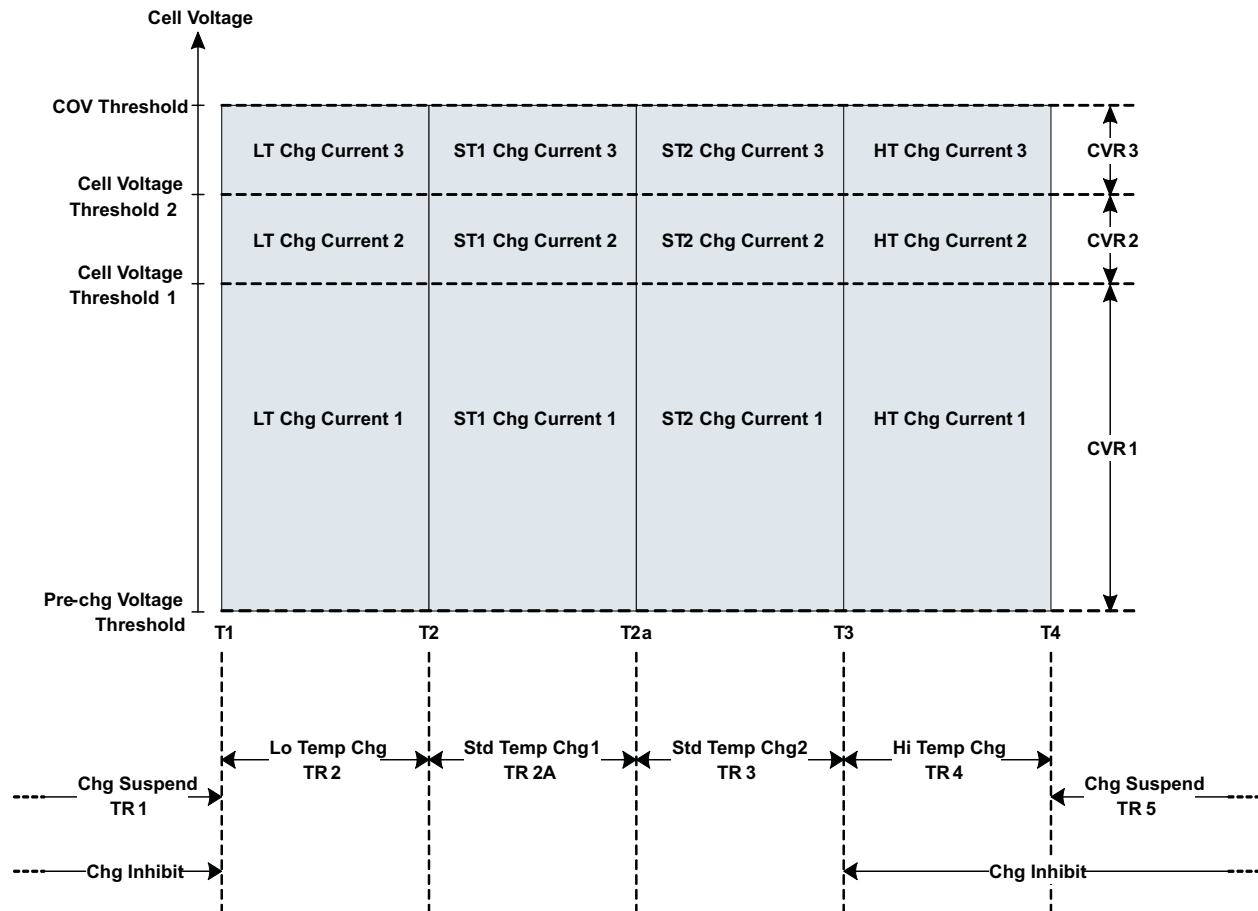 Cell Voltage
COV Threshold
LT Chg Current 3
ST1 Chg Current 3
ST2 Chg Current 3
HT Chg Current 3
CVR 3
Cell Voltage
Threshold 2
LT Chg Current 2
ST1 Chg Current 2
ST2 Chg Current 2
HT Chg Current 2
CVR 2
Cell Voltage
Threshold 1
LT Chg Current 1
ST1 Chg Current 1
ST2 Chg Current 1
HT Chg Current 1
CVR 1
Pre-chg Voltage
Threshold
T1
T2
T2a
T3
T4
Lo Temp Chg
TR 2
Std Temp Chg1
TR 2A
Std Temp Chg2
TR 3
Hi Temp Chg
TR 4
Chg Suspend
TR 1
Chg Suspend
TR 5
Chg Inhibit
Chg Inhibit